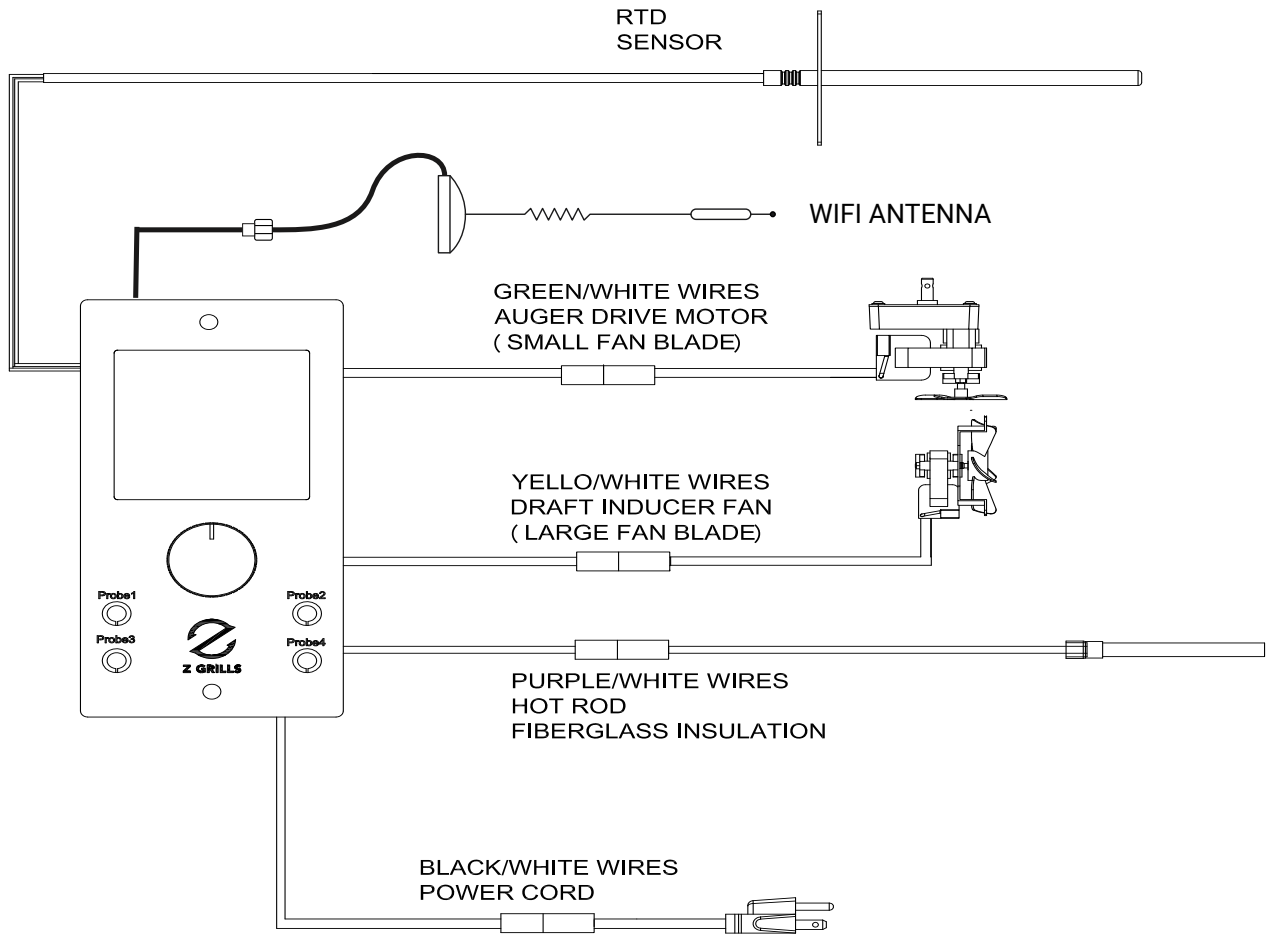 RTD
SENSOR
WIFI ANTENNA
GREEN/WHITE WIRES
AUGER DRIVE MOTOR
( SMALL FAN BLADE)
YELLO/WHITE WIRES
DRAFT INDUCER FAN
( LARGE FAN BLADE)
Probe1
Probe2
Probe3
Probe4
Z GRILLS
PURPLE/WHITE WIRES
HOT ROD
FIBERGLASS INSULATION
BLACK/WHITE WIRES
POWER CORD